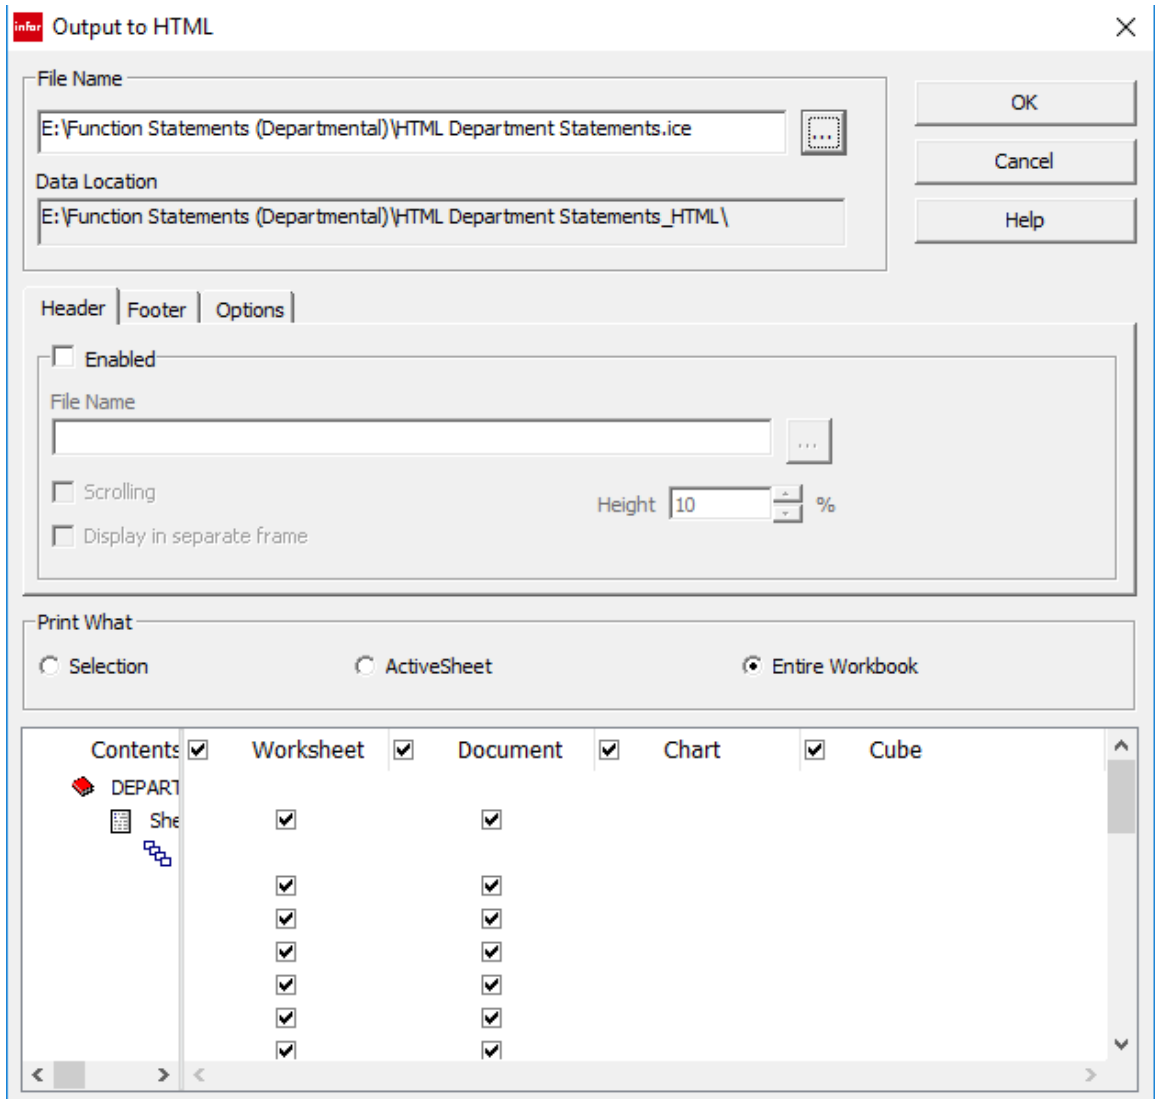 infor Output to HTML
File Name
E:\Function Statements (Departmental)\HTML Department Statements.ice
...
OK
Cancel
Help
Data Location
E:\Function Statements (Departmental)\HTML Department Statements_HTML\
Header Footer Options
Enabled
File Name
...
Scrolling
Height 10 %
Display in separate frame
Print What
Selection ActiveSheet Entire Workbook
Contents Worksheet Document Chart Cube
DEPART
She